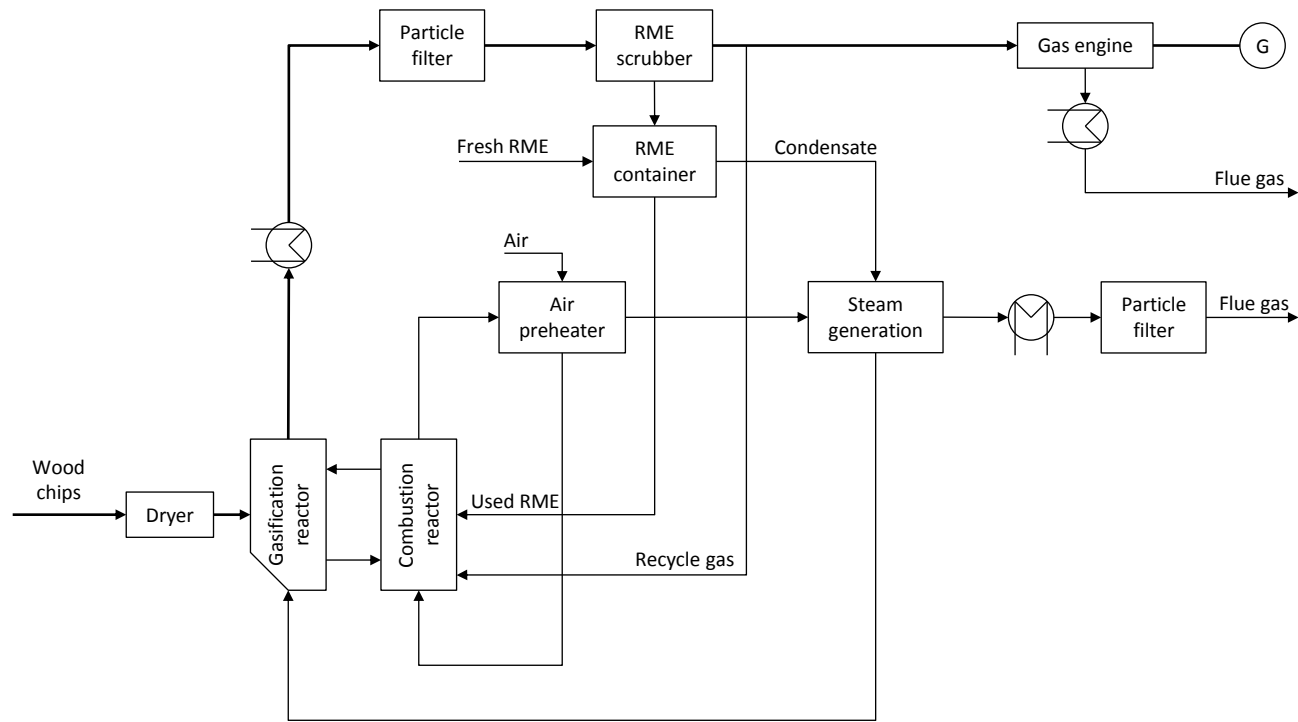 Particle
filter
RME
scrubber
Gas engine
G
Fresh RME
RME
container
Condensate
Flue gas
Air
Air
preheater
Steam
generation
Particle
filter
Flue gas
Wood
chips
Dryer
Gasification
reactor
Combustion
reactor
Used RME
Recycle gas